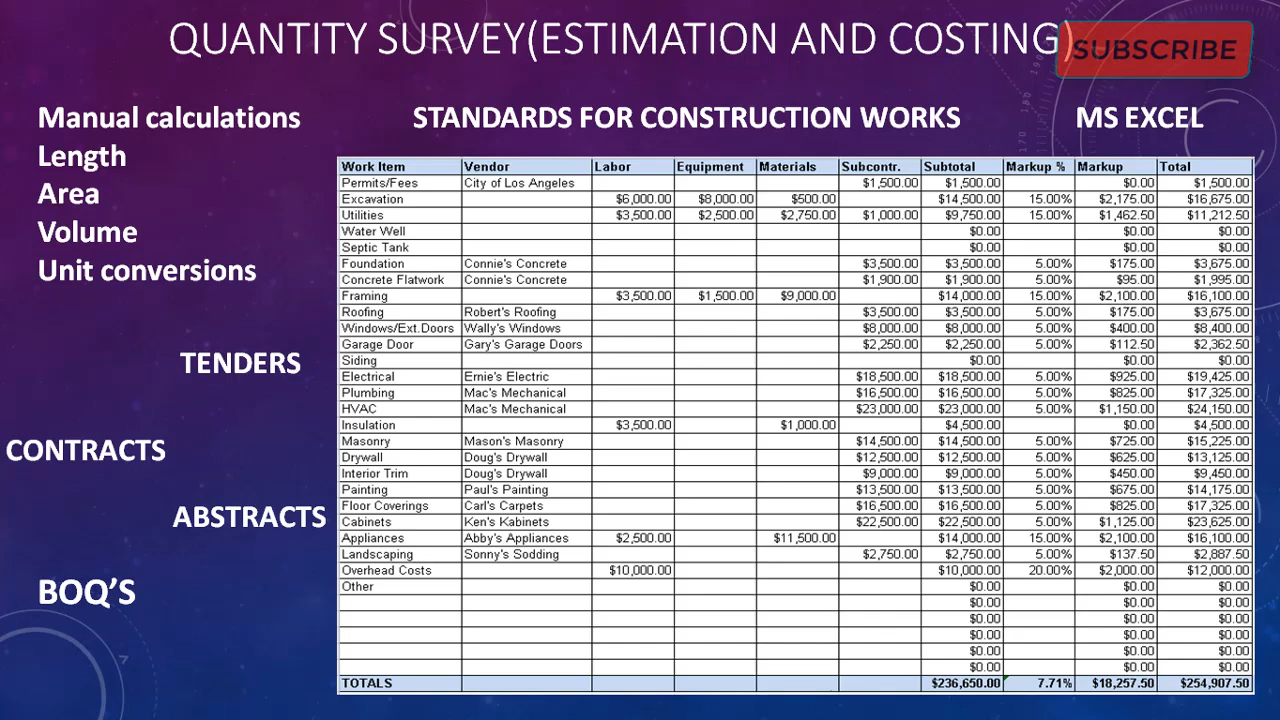 QUANTITY SURVEY(ESTIMATION AND COSTING)
SUBSCRIBE
Manual calculations
Length
Area
Volume
Unit conversions
TENDERS
CONTRACTS
ABSTRACTS
BOQ’S
STANDARDS FOR CONSTRUCTION WORKS
MS EXCEL
Work Item Vendor Labor Equipment Materials Subcontr. Subtotal Markup % Markup Total
Permits/Fees City of Los Angeles $1,500.00 $1,500.00 $0.00 $1,500.00
Excavation $6,000.00 $8,000.00 $500.00 $14,500.00 15.00% $2,175.00 $16,675.00
Utilities $3,500.00 $2,500.00 $2,750.00 $1,000.00 $9,750.00 15.00% $1,462.50 $11,212.50
Water Well $0.00 $0.00 $0.00
Septic Tank $0.00 $0.00 $0.00
Foundation Connie's Concrete $3,500.00 $3,500.00 5.00% $175.00 $3,675.00
Concrete Flatwork Connie's Concrete $1,900.00 $1,900.00 5.00% $95.00 $1,995.00
Framing $3,500.00 $1,500.00 $9,000.00 $14,000.00 15.00% $2,100.00 $16,100.00
Roofing Robert's Roofing $3,500.00 $3,500.00 5.00% $175.00 $3,675.00
Windows/Ext.Doors Wally's Windows $8,000.00 $8,000.00 5.00% $400.00 $8,400.00
Garage Door Gary's Garage Doors $2,250.00 $2,250.00 5.00% $112.50 $2,362.50
Siding $0.00 $0.00 $0.00
Electrical Ernie's Electric $18,500.00 $18,500.00 5.00% $925.00 $19,425.00
Plumbing Mac's Mechanical $16,500.00 $16,500.00 5.00% $825.00 $17,325.00
HVAC Mac's Mechanical $23,000.00 $23,000.00 5.00% $1,150.00 $24,150.00
Insulation $3,500.00 $1,000.00 $4,500.00 $0.00 $4,500.00
Masonry Mason's Masonry $14,500.00 $14,500.00 5.00% $725.00 $15,225.00
Drywall Doug's Drywall $12,500.00 $12,500.00 5.00% $625.00 $13,125.00
Interior Trim Doug's Drywall $9,000.00 $9,000.00 5.00% $450.00 $9,450.00
Painting Paul's Painting $13,500.00 $13,500.00 5.00% $675.00 $14,175.00
Floor Coverings Carl's Carpets $16,500.00 $16,500.00 5.00% $825.00 $17,325.00
Cabinets Ken's Kabinets $22,500.00 $22,500.00 5.00% $1,125.00 $23,625.00
Appliances Abby's Appliances $2,500.00 $11,500.00 $14,000.00 15.00% $2,100.00 $16,100.00
Landscaping Sonny's Sodding $2,750.00 $2,750.00 5.00% $137.50 $2,887.50
Overhead Costs $10,000.00 $10,000.00 20.00% $2,000.00 $12,000.00
Other $0.00 $0.00 $0.00
$0.00 $0.00 $0.00
$0.00 $0.00 $0.00
$0.00 $0.00 $0.00
$0.00 $0.00 $0.00
$0.00 $0.00 $0.00
TOTALS $236,650.00 7.71% $18,257.50 $254,907.50